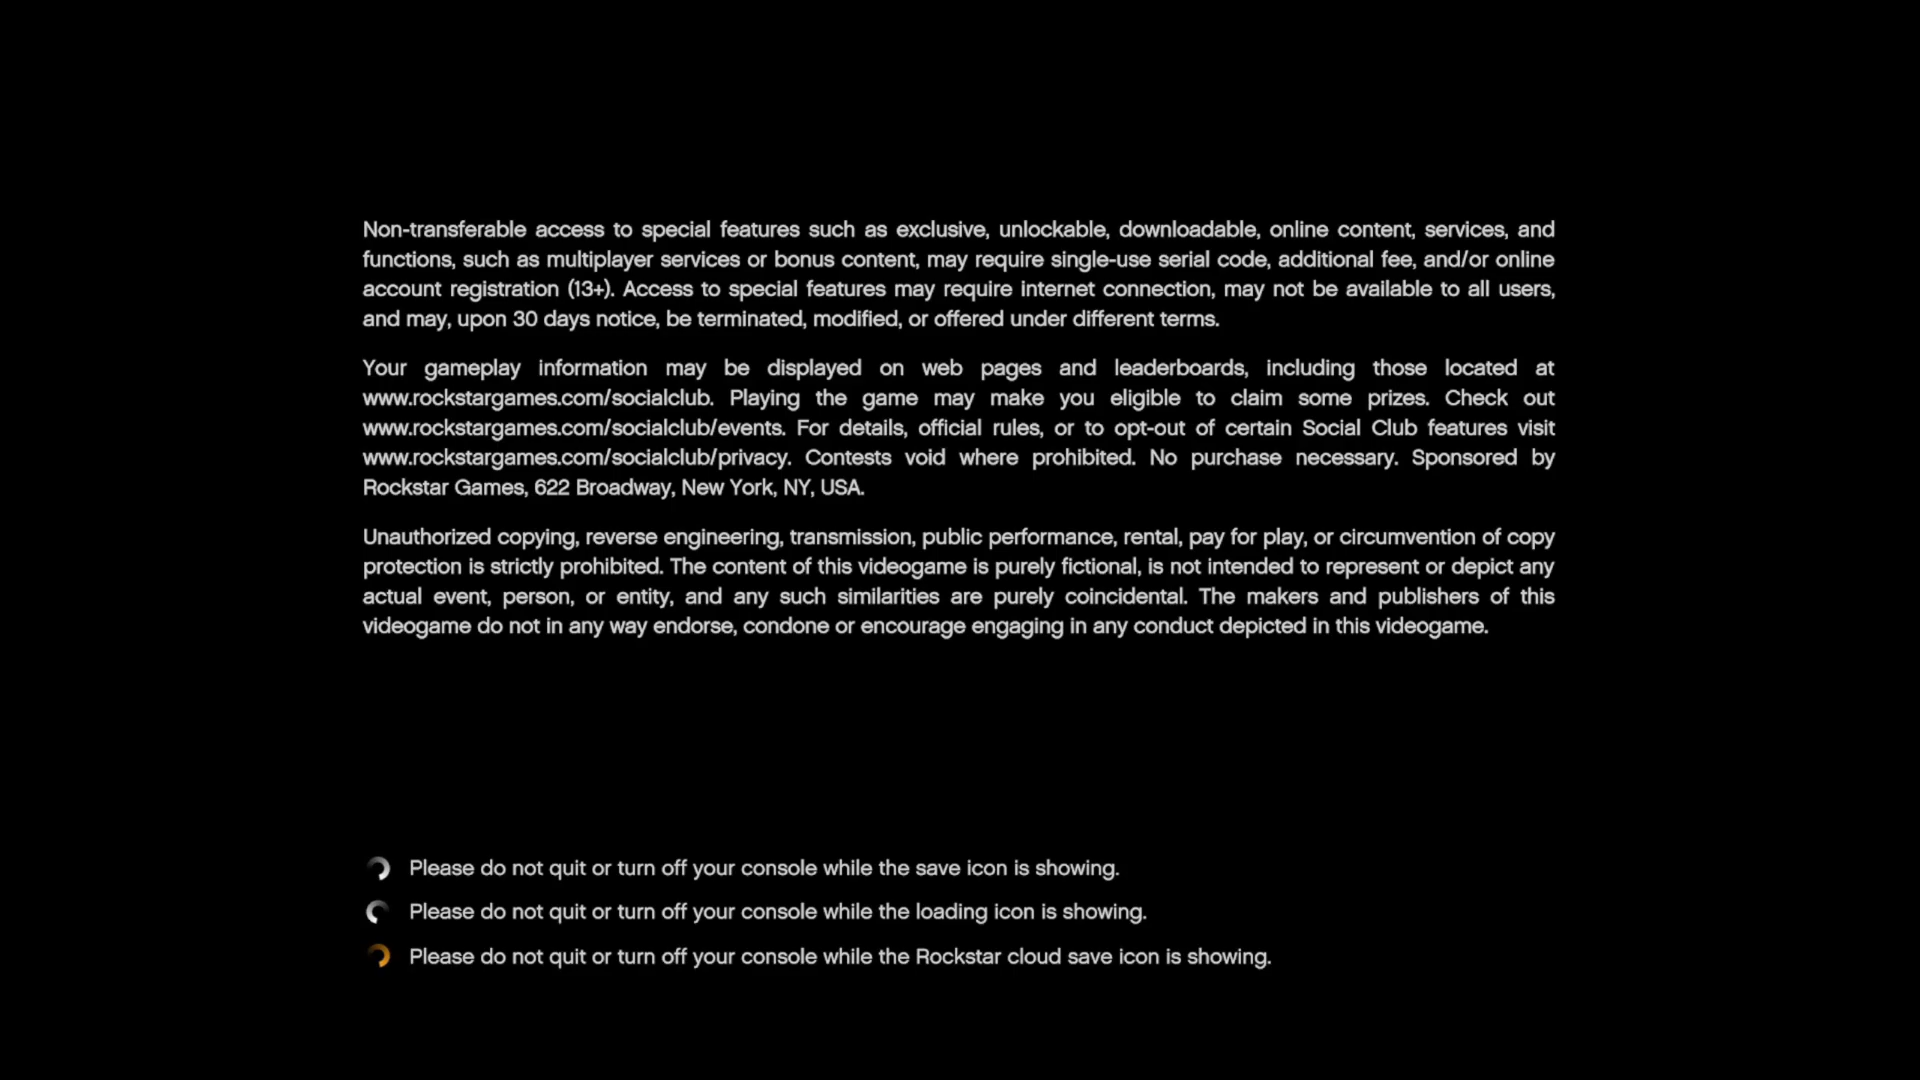 Non-transferable access to special features such as exclusive, unlockable, downloadable, online content, services, and
functions, such as multiplayer services or bonus content, may require single-use serial code, additional fee, and/or online
account registration (13+). Access to special features may require internet connection, may not be available to all users,
and may, upon 30 days notice, be terminated, modified, or offered under different terms.
Your gameplay information may be displayed on web pages and leaderboards, including those located at
www.rockstargames.com/socialclub. Playing the game may make you eligible to claim some prizes. Check out
www.rockstargames.com/socialclub/events. For details, official rules, or to opt-out of certain Social Club features visit
www.rockstargames.com/socialclub/privacy. Contests void where prohibited. No purchase necessary. Sponsored by
Rockstar Games, 622 Broadway, New York, NY, USA.
Unauthorized copying, reverse engineering, transmission, public performance, rental, pay for play, or circumvention of copy
protection is strictly prohibited. The content of this videogame is purely fictional, is not intended to represent or depict any
actual event, person, or entity, and any such similarities are purely coincidental. The makers and publishers of this
videogame do not in any way endorse, condone or encourage engaging in any conduct depicted in this videogame.
Please do not quit or turn off your console while the save icon is showing.
Please do not quit or turn off your console while the loading icon is showing.
Please do not quit or turn off your console while the Rockstar cloud save icon is showing.